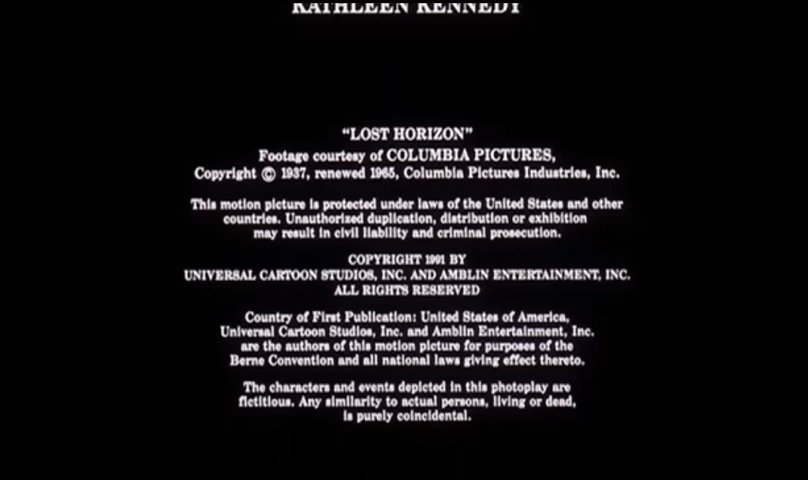 KATHLEEN KENNEDY
"LOST HORIZON"
Footage courtesy of COLUMBIA PICTURES,
Copyright © 1937, renewed 1965, Columbia Pictures Industries, Inc.
This motion picture is protected under laws of the United States and other
countries. Unauthorized duplication, distribution or exhibition
may result in civil liability and criminal prosecution.
COPYRIGHT 1991 BY
UNIVERSAL CARTOON STUDIOS, INC. AND AMBLIN ENTERTAINMENT, INC.
ALL RIGHTS RESERVED
Country of First Publication: United States of America,
Universal Cartoon Studios, Inc. and Amblin Entertainment, Inc.
are the authors of this motion picture for purposes of the
Berne Convention and all national laws giving effect thereto.
The characters and events depicted in this photoplay are
fictitious. Any similarity to actual persons, living or dead,
is purely coincidental.